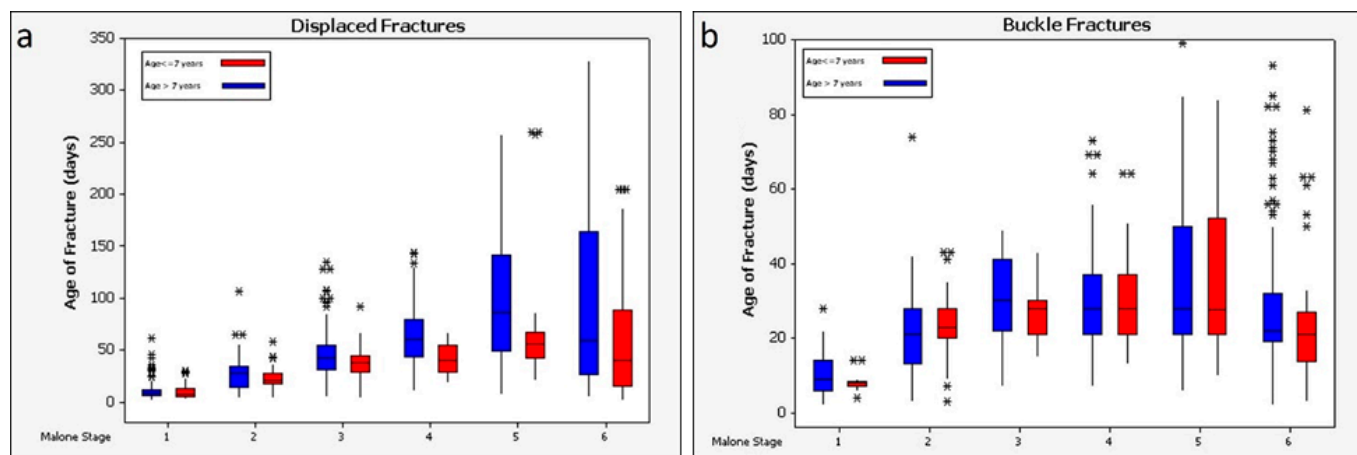 a
Displaced Fractures
Age<=7 years
Age > 7 years
Age of Fracture (days)
350
300
250
200
150
100
50
0
Malone Stage 1 2 3 4 5 6
b
Buckle Fractures
Age<=7 years
Age > 7 years
Age of Fracture (days)
100
80
60
40
20
0
Malone Stage 1 2 3 4 5 6